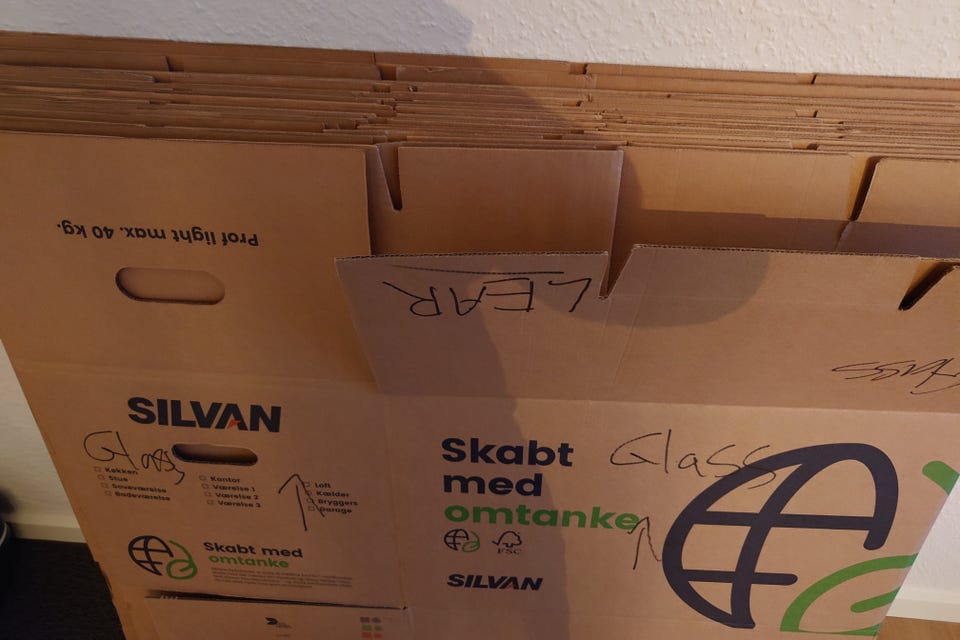 Prof light max. 40 kg.
LEAR
Glass
SILVAN
Glass
Køkken
Stue
Soveværelse
Badeværelse
Kontor
Værelse 1
Værelse 2
Værelse 3
Loft
Kælder
Bryggers
Garage
Skabt med
omtanke
Skabt
med
omtanke
Glass
FSC
SILVAN